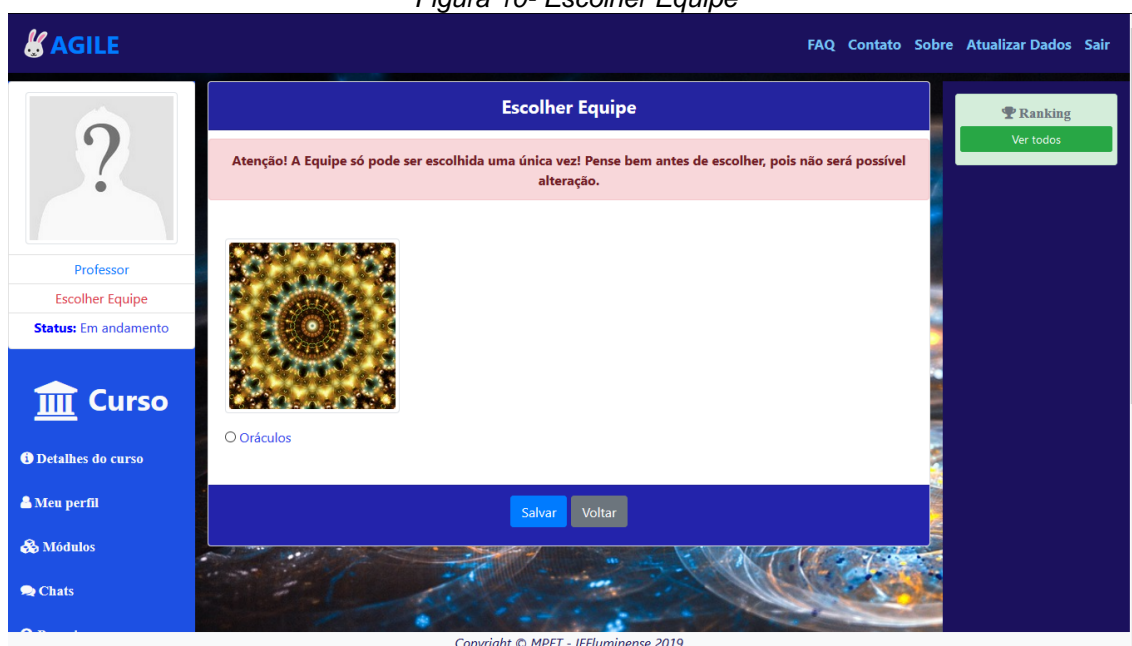 Figura 10- Escolher Equipe
AGILE
FAQ Contato Sobre Atualizar Dados Sair
Professor
Escolher Equipe
Status: Em andamento
Curso
Detalhes do curso
Meu perfil
Módulos
Chats
Escolher Equipe
Atenção! A Equipe só pode ser escolhida uma única vez! Pense bem antes de escolher, pois não será possível
alteração.
Oráculos
Salvar Voltar
Ranking
Ver todos
Copyright © MPET - IFFluminense 2019